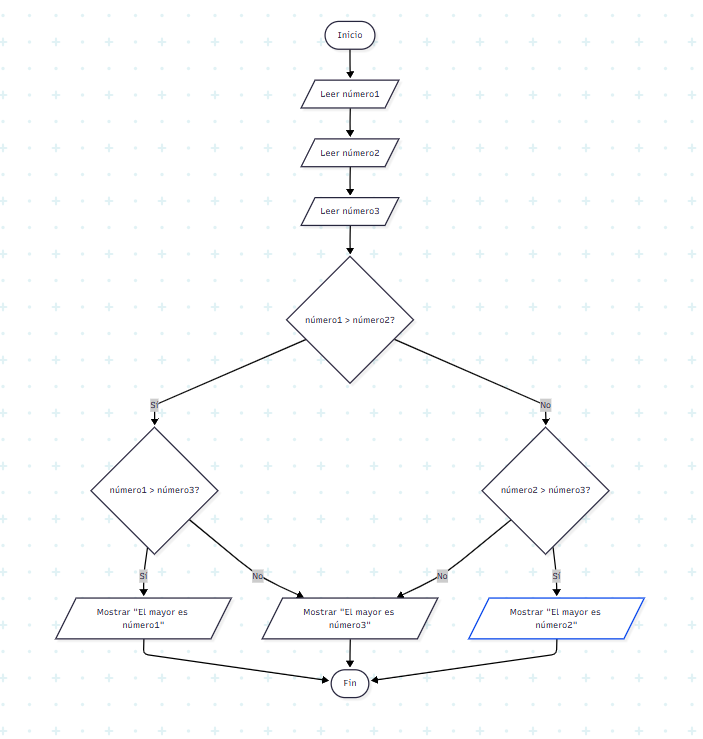 Inicio
Leer número1
Leer número2
Leer número3
número1 > número2?
Sí
No
número1 > número3?
número2 > número3?
Sí
No
No
Sí
Mostrar "El mayor es
número1"
Mostrar "El mayor es
número3"
Mostrar "El mayor es
número2"
Fin